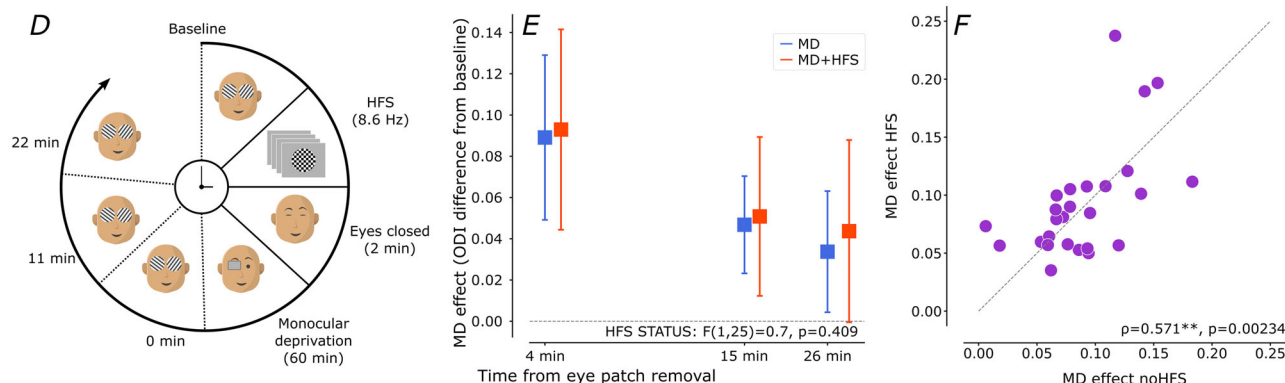 D
Baseline
HFS
(8.6 Hz)
Eyes closed
(2 min)
Monocular
deprivation
(60 min)
0 min
11 min
22 min
E
MD effect (ODI difference from baseline)
0.14
0.12
0.10
0.08
0.06
0.04
0.02
0.00
MD
MD+HFS
HFS STATUS: F(1,25)=0.7, p=0.409
4 min
15 min
26 min
Time from eye patch removal
F
MD effect HFS
0.25
0.20
0.15
0.10
0.05
0.00
ρ=0.571**, p=0.00234
0.00
0.05
0.10
0.15
0.20
0.25
MD effect noHFS